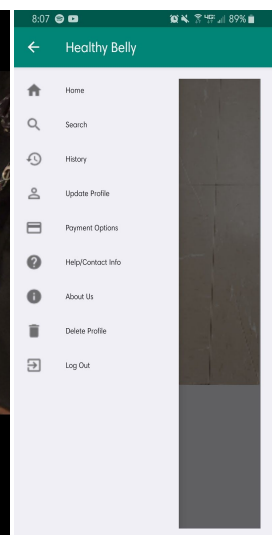 8:07 89%
Healthy Belly
Home
Search
History
Update Profile
Payment Options
Help/Contact Info
About Us
Delete Profile
Log Out